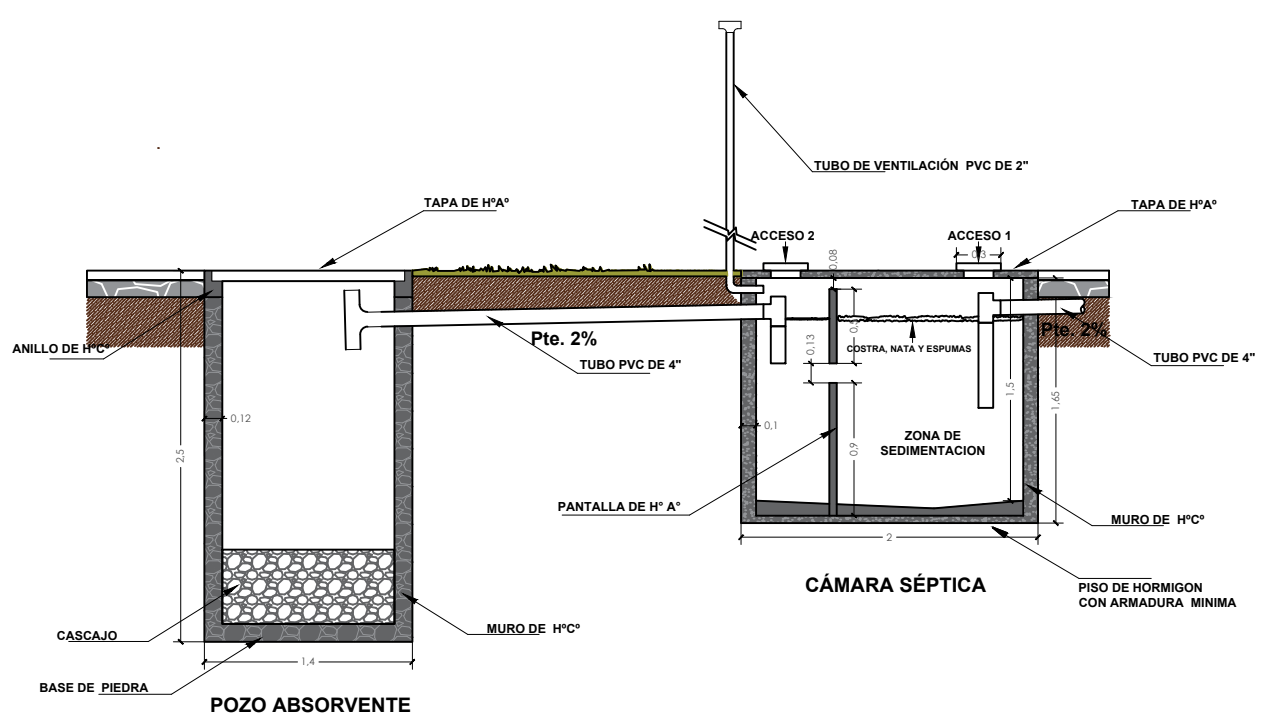 TUBO DE VENTILACIÓN PVC DE 2"
TAPA DE HºAº
TAPA DE HºAº
ACCESO 2
ACCESO 1
0,3
0,08
ANILLO DE HºCº
Pte. 2%
TUBO PVC DE 4"
0,13
COSTRA, NATA Y ESPUMAS
Pte. 2%
TUBO PVC DE 4"
0,12
2,5
0,1
0,9
1,5
1,65
ZONA DE
SEDIMENTACION
PANTALLA DE Hº Aº
MURO DE HºCº
2
CÁMARA SÉPTICA
PISO DE HORMIGON
CON ARMADURA MINIMA
CASCAJO
MURO DE HºCº
1,4
BASE DE PIEDRA
POZO ABSORVENTE